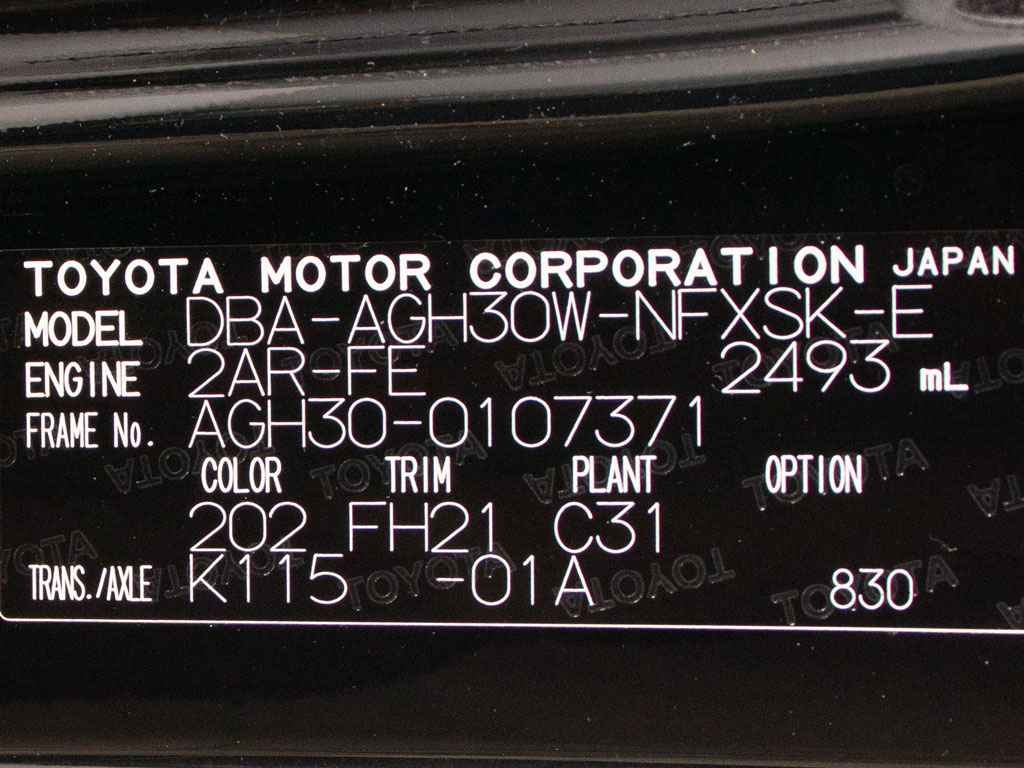 TOYOTA MOTOR CORPORATION JAPAN
MODEL DBA-AGH30W-NFXSK-E
ENGINE 2AR-FE 2493 mL
FRAME No. AGH30-0107371
COLOR TRIM PLANT OPTION
202 FH21 C31
TRANS./AXLE K115 -01A 830